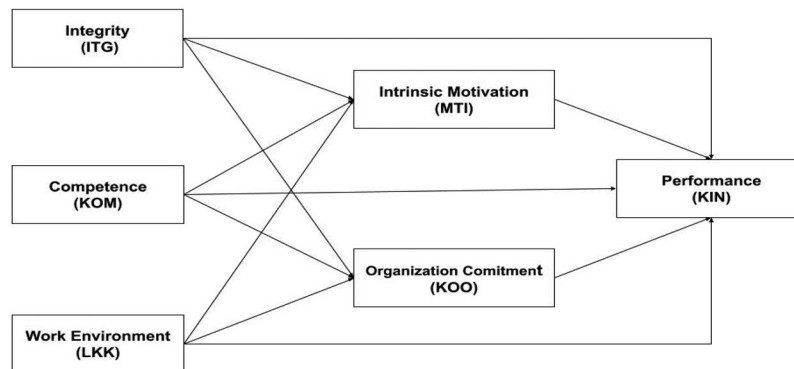 Integrity
(ITG)
Intrinsic Motivation
(MTI)
Competence
(KOM)
Performance
(KIN)
Organization Comitment
(KOO)
Work Environment
(LKK)